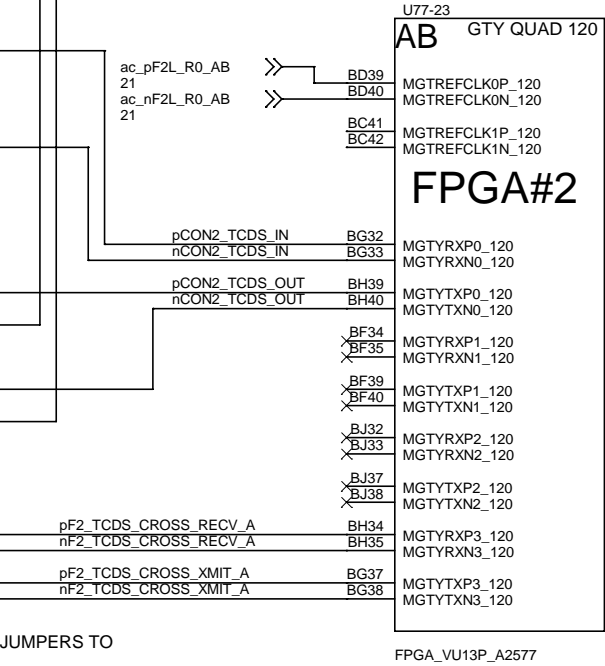 U77-23
AB GTY QUAD 120
ac_pF2L_R0_AB
21
BD39 MGTREFCLK0P_120
ac_nF2L_R0_AB
21
BD40 MGTREFCLK0N_120
BC41 MGTREFCLK1P_120
BC42 MGTREFCLK1N_120
FPGA#2
pCON2_TCDS_IN BG32 MGTYRXP0_120
nCON2_TCDS_IN BG33 MGTYRXN0_120
pCON2_TCDS_OUT BH39 MGTYTXP0_120
nCON2_TCDS_OUT BH40 MGTYTXN0_120
BF34 MGTYRXP1_120
BF35 MGTYRXN1_120
BF39 MGTYTXP1_120
BF40 MGTYTXN1_120
BJ32 MGTYRXP2_120
BJ33 MGTYRXN2_120
BJ37 MGTYTXP2_120
BJ38 MGTYTXN2_120
pF2_TCDS_CROSS_RECV_A BH34 MGTYRXP3_120
nF2_TCDS_CROSS_RECV_A BH35 MGTYRXN3_120
pF2_TCDS_CROSS_XMIT_A BG37 MGTYTXP3_120
nF2_TCDS_CROSS_XMIT_A BG38 MGTYTXN3_120
JUMPERS TO
FPGA_VU13P_A2577